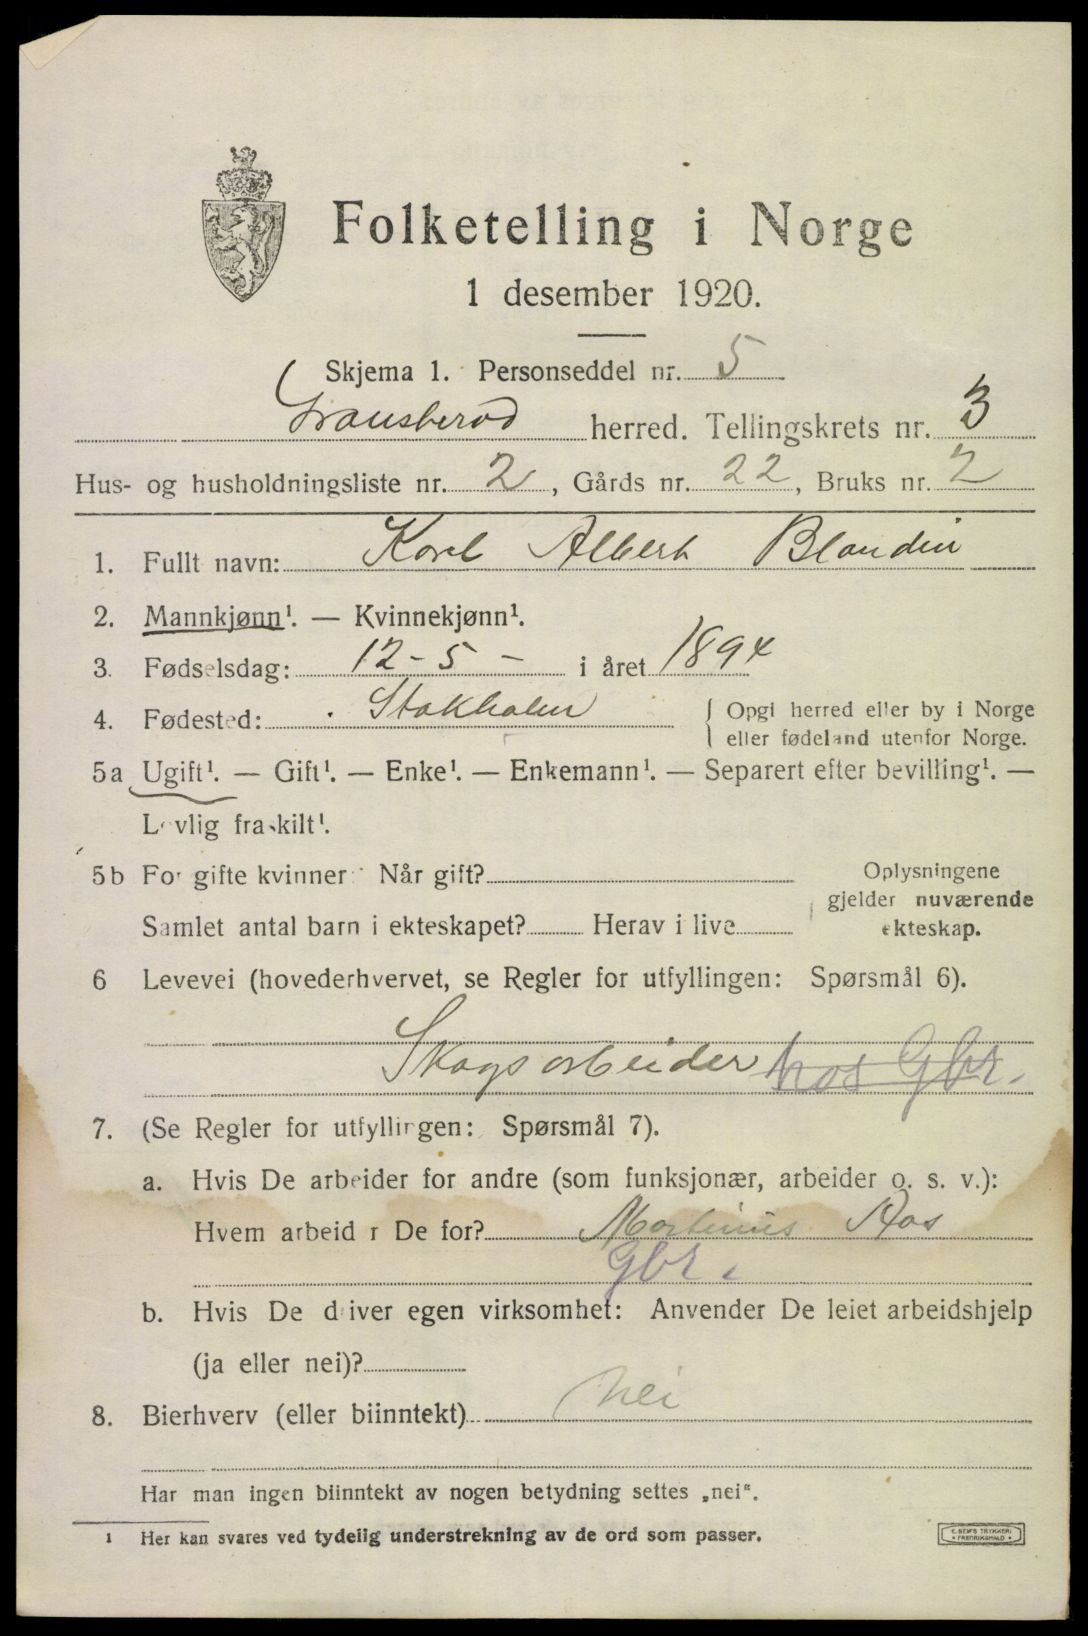 Folketelling i Norge
1 desember 1920.
Skjema 1. Personseddel nr. 5
herred. Tellingskrets nr. 3
Hus- og husholdningsliste nr. 2, Gårds nr. 22, Bruks nr. 2
1. Fullt navn: Karl Albert Blandin
2. Mannkjønn¹. — Kvinnekjønn¹.
3. Fødselsdag: 12-5- i året 1894
4. Fødested: Stokholm { Opgi herred eller by i Norge
eller fødeland utenfor Norge.
5a Ugift¹. — Gift¹. — Enke¹. — Enkemann¹. — Separert efter bevilling¹. —
Lovlig fraskilt¹.
5b For gifte kvinner: Når gift?
Samlet antal barn i ekteskapet? Herav i live
Oplysningene
gjelder nuværende
ekteskap.
6 Levevei (hovederhvervet, se Regler for utfyllingen: Spørsmål 6).
Skogsarbeider hos Gbr.
7. (Se Regler for utfyllingen: Spørsmål 7).
a. Hvis De arbeider for andre (som funksjonær, arbeider o. s. v.):
Hvem arbeider De for? Martinius Aas
Gbr.
b. Hvis De driver egen virksomhet: Anvender De leiet arbeidshjelp
(ja eller nei)?
8. Bierhverv (eller biinntekt) Nei
Har man ingen biinntekt av nogen betydning settes „nei“.
¹ Her kan svares ved tydelig understrekning av de ord som passer.
E. SEM'S TRYKKERI
FREDRIKSHALD